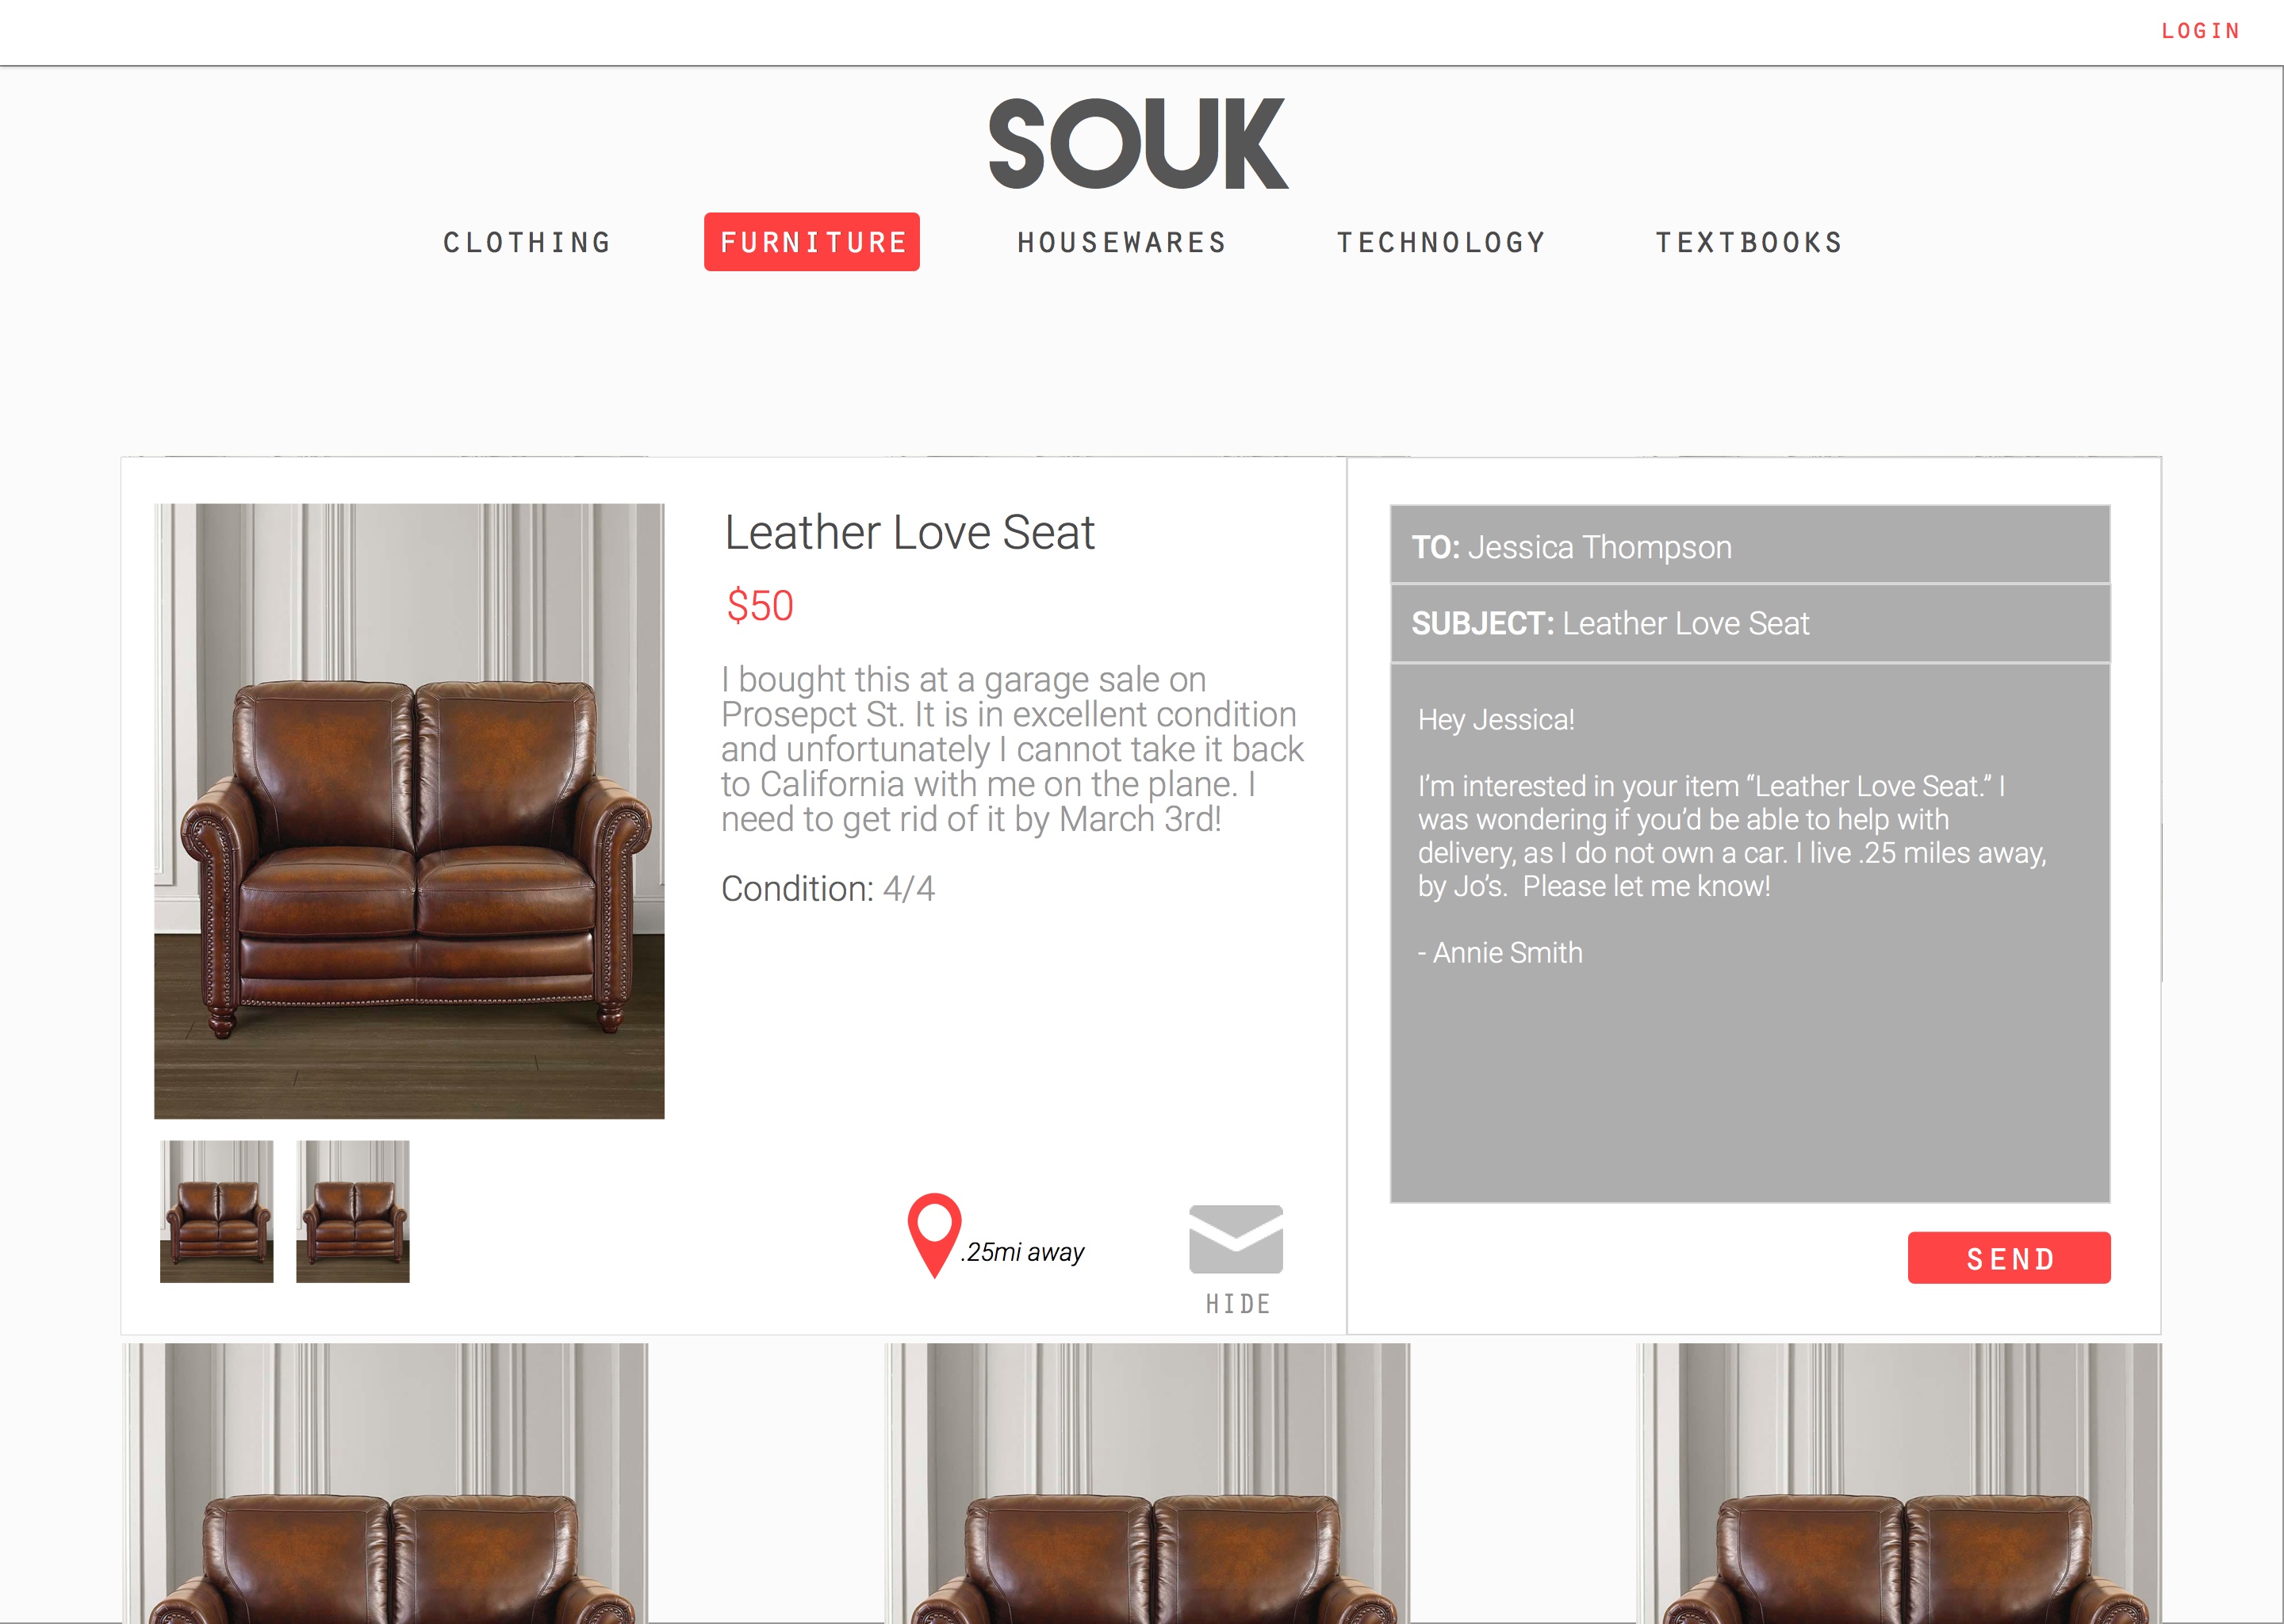 LOGIN
SOUK
CLOTHING FURNITURE HOUSEWARES TECHNOLOGY TEXTBOOKS
Leather Love Seat
$50
I bought this at a garage sale on
Prosepct St. It is in excellent condition
and unfortunately I cannot take it back
to California with me on the plane. I
need to get rid of it by March 3rd!
Condition: 4/4
.25mi away
HIDE
TO: Jessica Thompson
SUBJECT: Leather Love Seat
Hey Jessica!
I’m interested in your item “Leather Love Seat.” I
was wondering if you’d be able to help with
delivery, as I do not own a car. I live .25 miles away,
by Jo’s.  Please let me know!
- Annie Smith
SEND